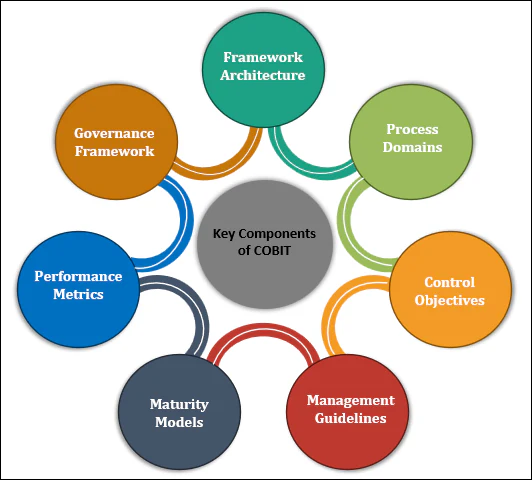 Framework
Architecture
Process
Domains
Control
Objectives
Management
Guidelines
Maturity
Models
Performance
Metrics
Governance
Framework
Key Components
of COBIT